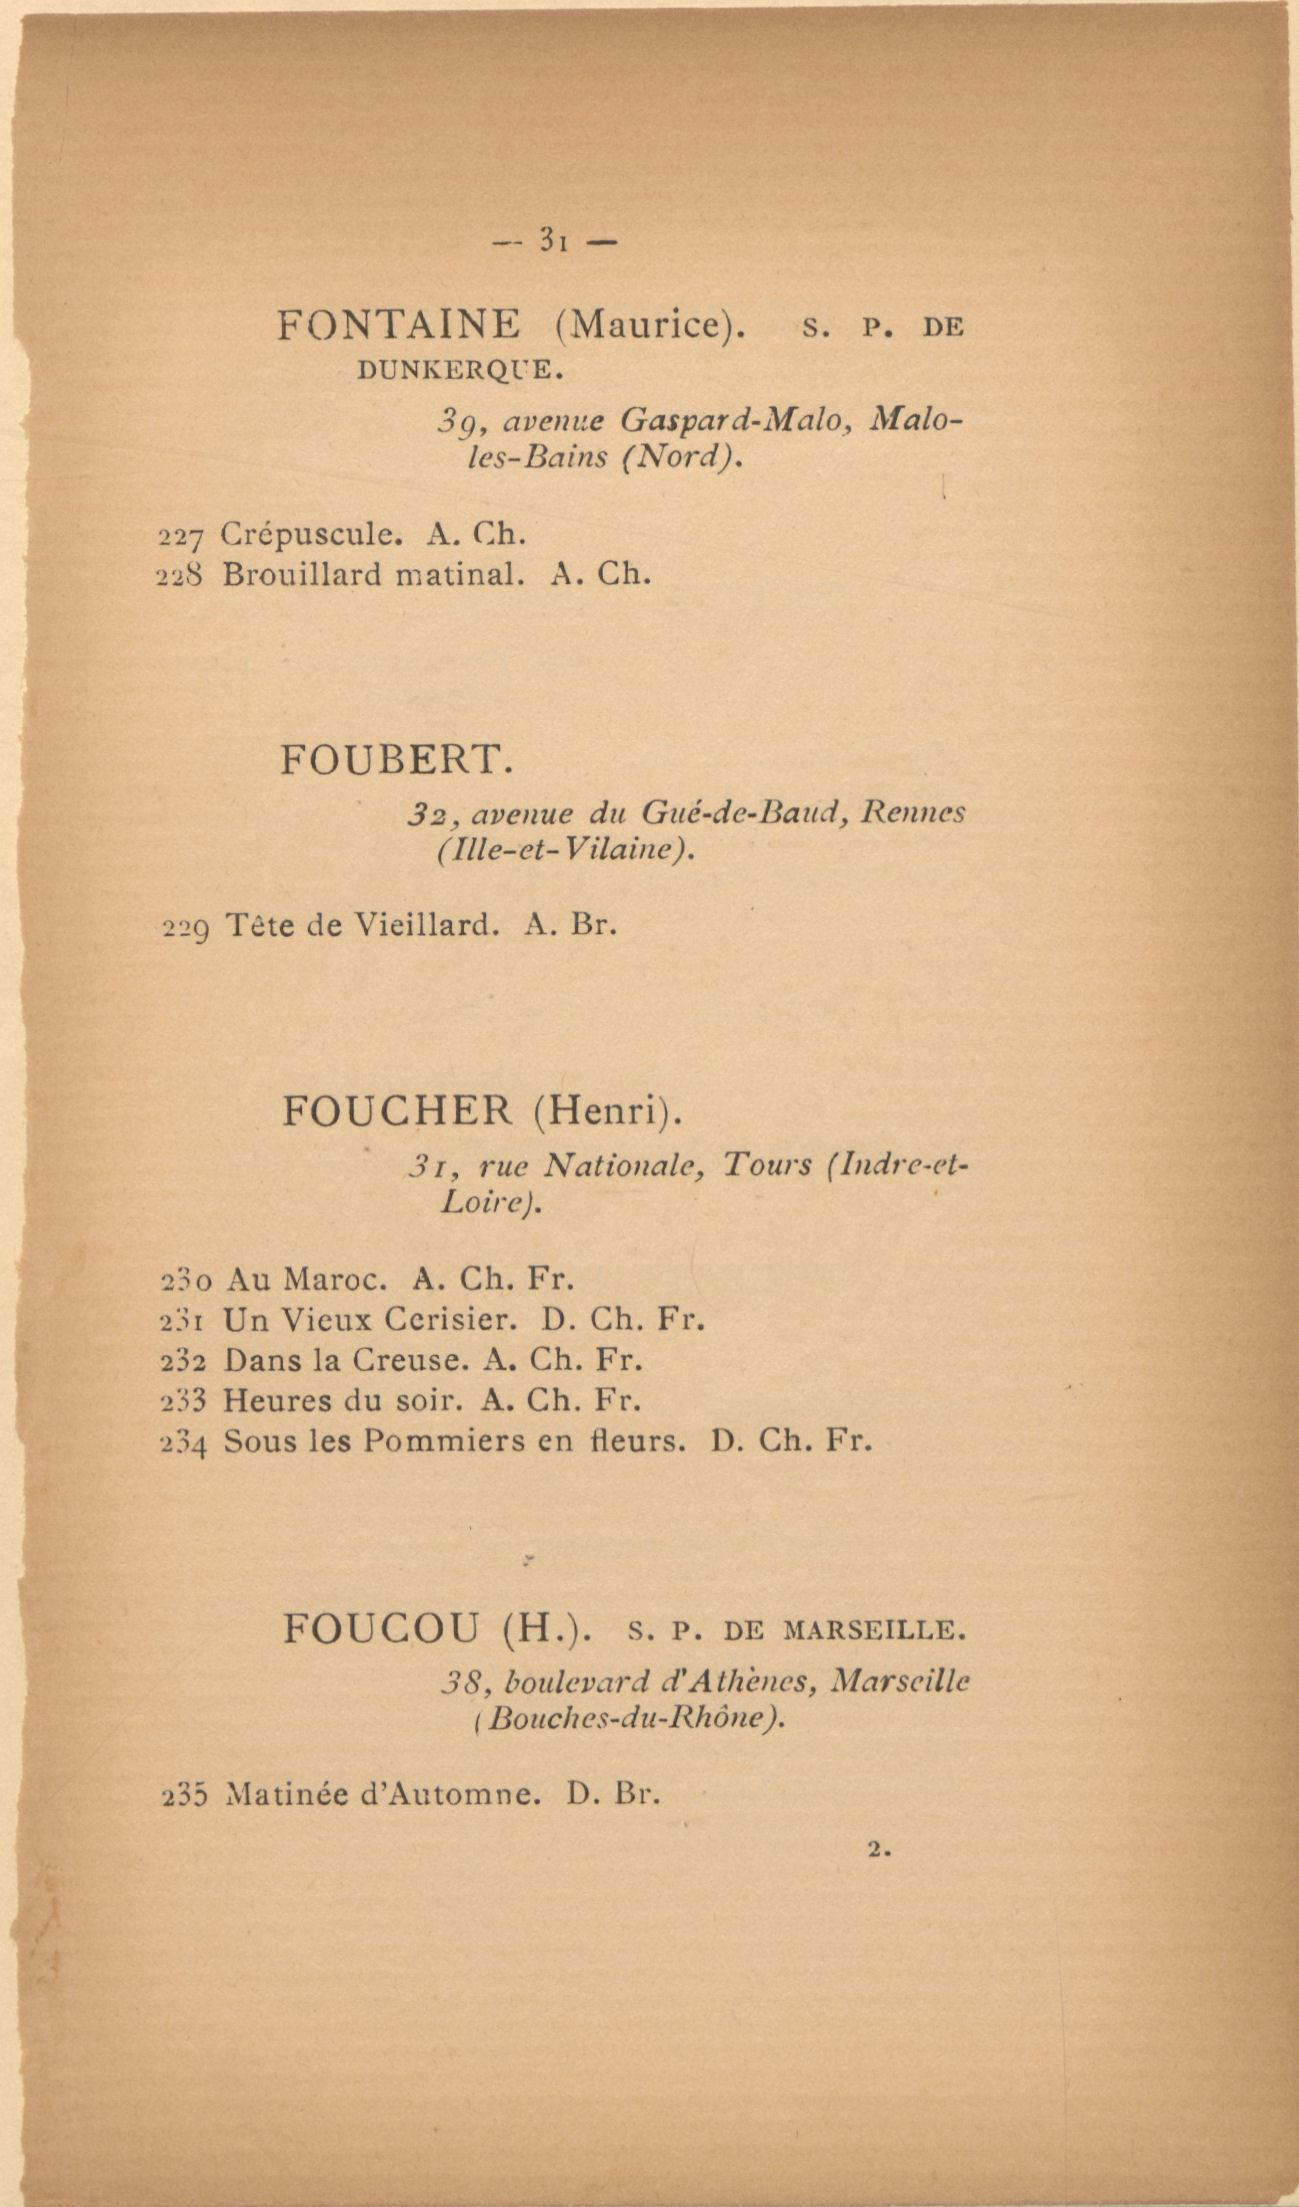 — 31 —
FONTAINE (Maurice). S. P. DE
DUNKERQUE.
39, avenue Gaspard-Malo, Malo-
les-Bains (Nord).
227 Crépuscule. A. Ch.
228 Brouillard matinal. A. Ch.
FOUBERT.
32, avenue du Gué-de-Baud, Rennes
(Ille-et-Vilaine).
229 Tête de Vieillard. A. Br.
FOUCHER (Henri).
31, rue Nationale, Tours (Indre-et-
Loire).
230 Au Maroc. A. Ch. Fr.
231 Un Vieux Cerisier. D. Ch. Fr.
232 Dans la Creuse. A. Ch. Fr.
233 Heures du soir. A. Ch. Fr.
234 Sous les Pommiers en fleurs. D. Ch. Fr.
FOUCOU (H.). S. P. DE MARSEILLE.
38, boulevard d'Athènes, Marseille
(Bouches-du-Rhône).
235 Matinée d'Automne. D. Br.
2.